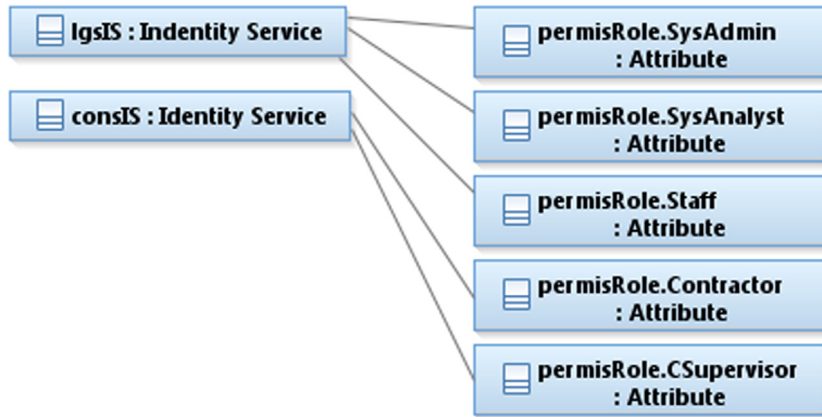 lgsIS : Indentity Service
consIS : Identity Service
permisRole.SysAdmin
: Attribute
permisRole.SysAnalyst
: Attribute
permisRole.Staff
: Attribute
permisRole.Contractor
: Attribute
permisRole.CSupervisor
: Attribute